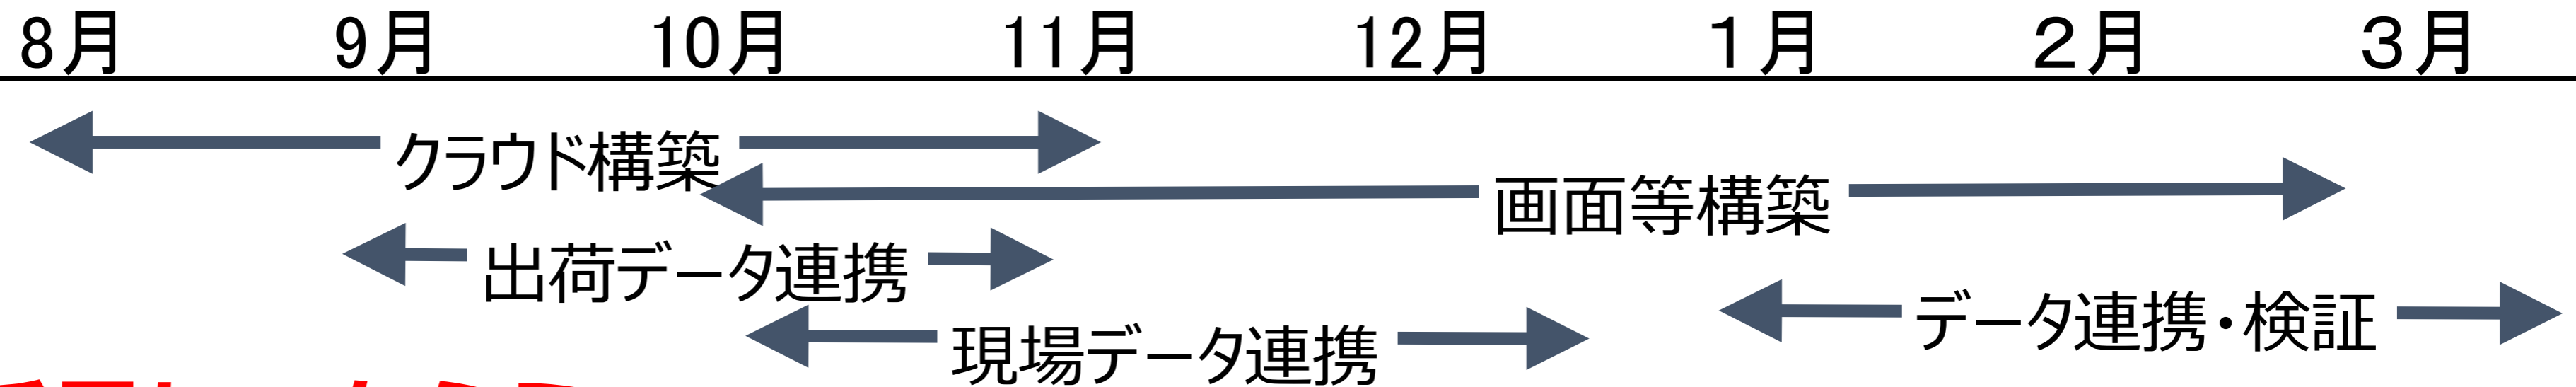 8月 9月 10月 11月 12月 1月 2月 3月
クラウド構築
画面等構築
出荷データ連携
データ連携・検証
現場データ連携